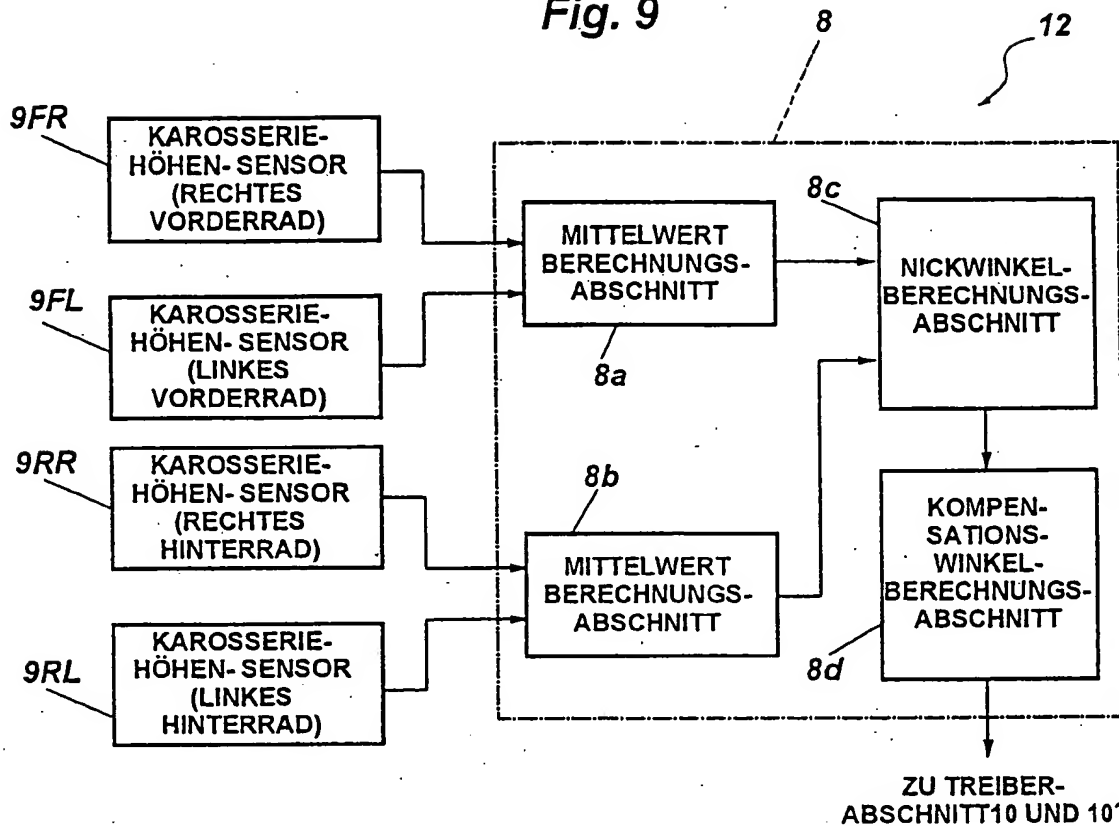 Fig. 9
8
12
9FR
KAROSSERIE-
HÖHEN- SENSOR
(RECHTES
VORDERRAD)
9FL
KAROSSERIE-
HÖHEN- SENSOR
(LINKES
VORDERRAD)
9RR
KAROSSERIE-
HÖHEN- SENSOR
(RECHTES
HINTERRAD)
9RL
KAROSSERIE-
HÖHEN- SENSOR
(LINKES
HINTERRAD)
MITTELWERT
BERECHNUNGS-
ABSCHNITT
8a
8b
MITTELWERT
BERECHNUNGS-
ABSCHNITT
8c
NICKWINKEL-
BERECHNUNGS-
ABSCHNITT
KOMPEN-
SATIONS-
WINKEL-
BERECHNUNGS-
ABSCHNITT
8d
ZU TREIBER-
ABSCHNITT10 UND 10'